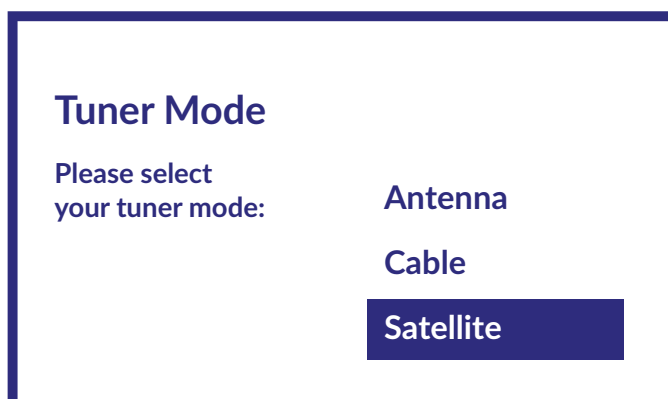 Tuner Mode
Please select
your tuner mode:
Antenna
Cable
Satellite